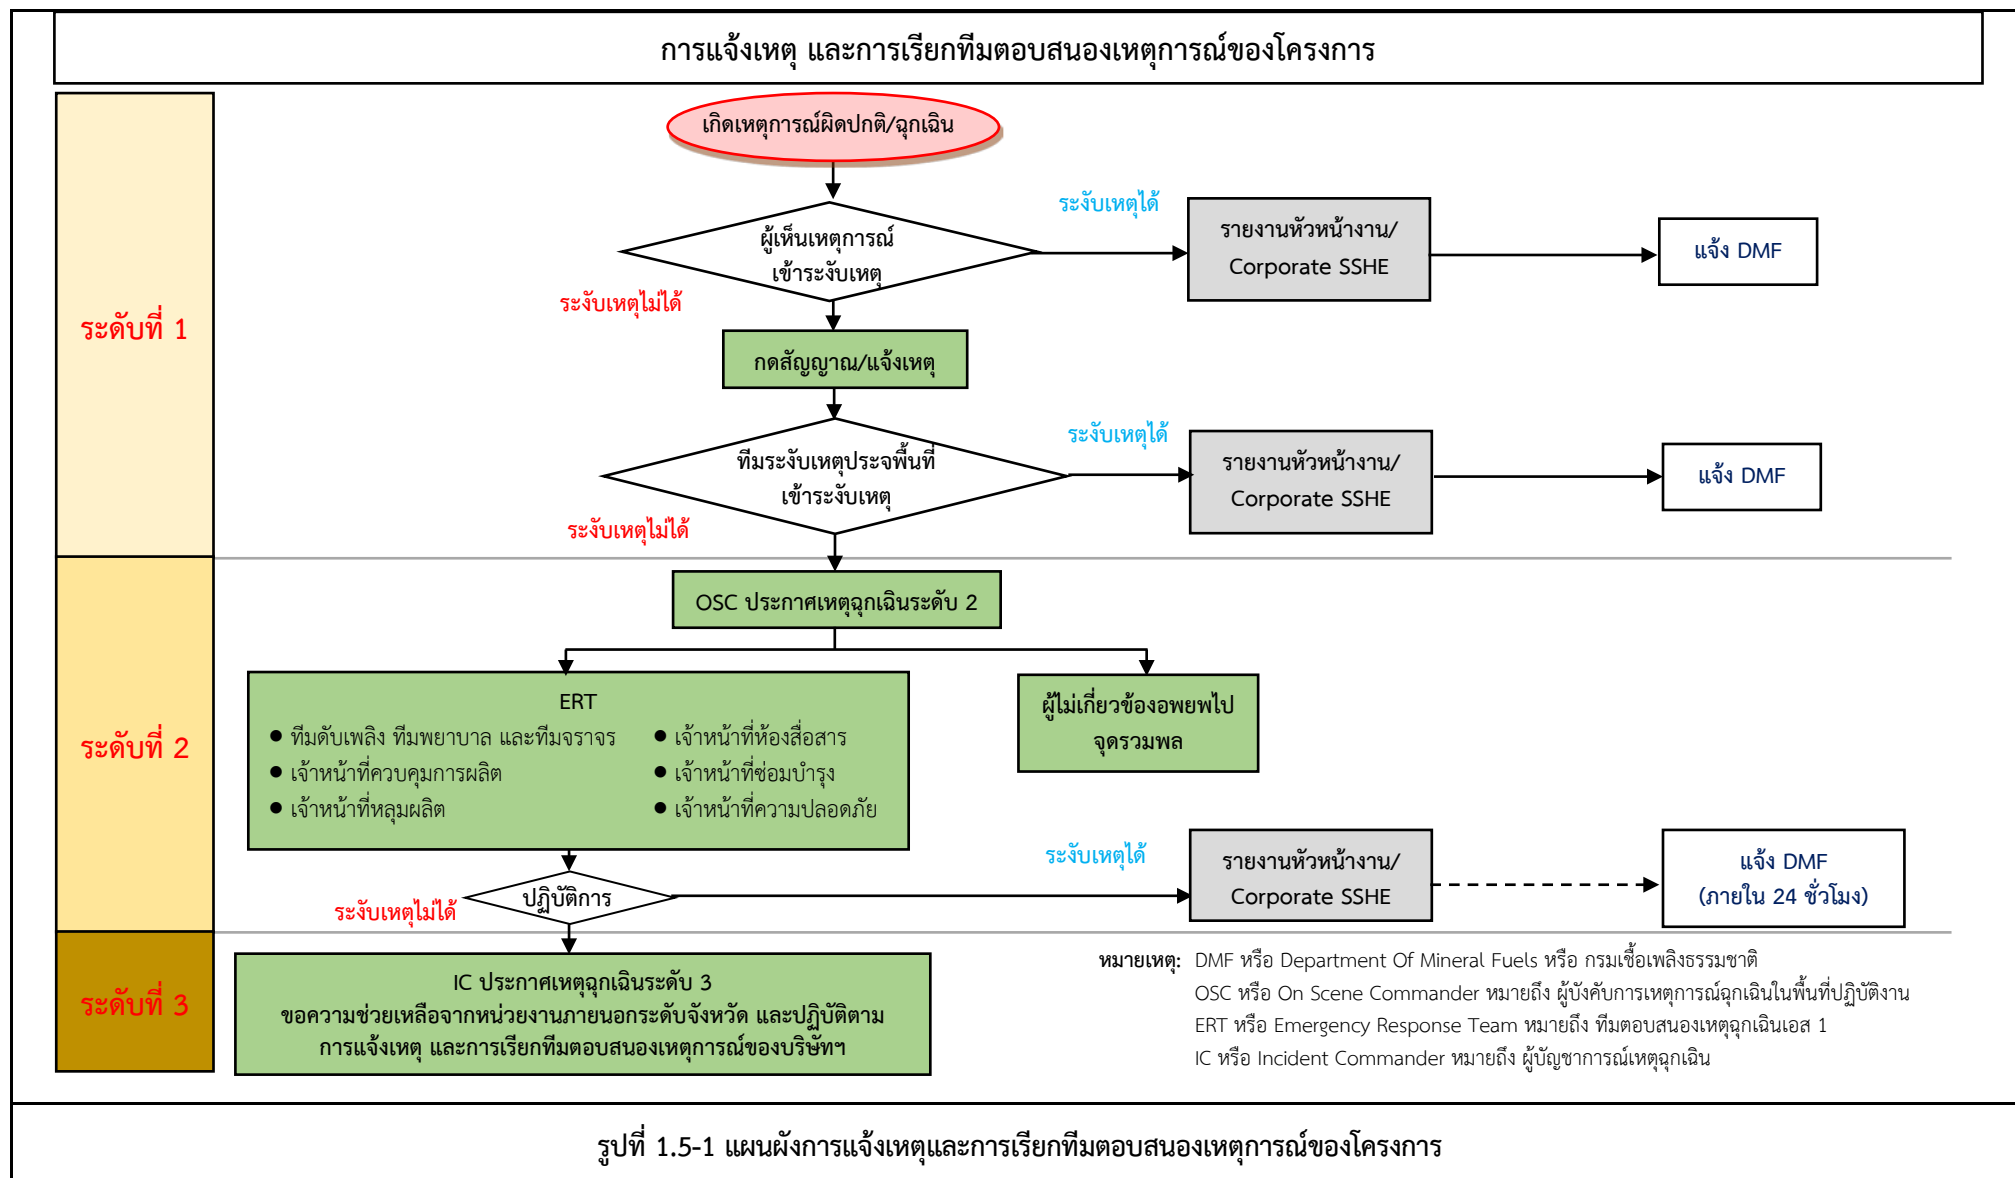 การแจ้งเหตุ และการเรียกทีมตอบสนองเหตุการณ์ของโครงการ
เกิดเหตุการณ์ผิดปกติ/ฉุกเฉิน
ระดับที่ 1
ผู้เห็นเหตุการณ์
เข้าระงับเหตุ
ระงับเหตุได้
รายงานหัวหน้างาน/
Corporate SSHE
แจ้ง DMF
ระงับเหตุไม่ได้
กดสัญญาณ/แจ้งเหตุ
ทีมระงับเหตุประจพื้นที่
เข้าระงับเหตุ
ระงับเหตุได้
รายงานหัวหน้างาน/
Corporate SSHE
แจ้ง DMF
ระงับเหตุไม่ได้
ระดับที่ 2
OSC ประกาศเหตุฉุกเฉินระดับ 2
ERT
● ทีมดับเพลิง ทีมพยาบาล และทีมจราจร
● เจ้าหน้าที่ควบคุมการผลิต
● เจ้าหน้าที่หลุมผลิต
● เจ้าหน้าที่ห้องสื่อสาร
● เจ้าหน้าที่ซ่อมบำรุง
● เจ้าหน้าที่ความปลอดภัย
ผู้ไม่เกี่ยวข้องอพยพไป
จุดรวมพล
ปฏิบัติการ
ระงับเหตุได้
รายงานหัวหน้างาน/
Corporate SSHE
แจ้ง DMF
(ภายใน 24 ชั่วโมง)
ระงับเหตุไม่ได้
ระดับที่ 3
IC ประกาศเหตุฉุกเฉินระดับ 3
ขอความช่วยเหลือจากหน่วยงานภายนอกระดับจังหวัด และปฏิบัติตาม
การแจ้งเหตุ และการเรียกทีมตอบสนองเหตุการณ์ของบริษัทฯ
หมายเหตุ: DMF หรือ Department Of Mineral Fuels หรือ กรมเชื้อเพลิงธรรมชาติ
OSC หรือ On Scene Commander หมายถึง ผู้บังคับการเหตุการณ์ฉุกเฉินในพื้นที่ปฏิบัติงาน
ERT หรือ Emergency Response Team หมายถึง ทีมตอบสนองเหตุฉุกเฉินเอส 1
IC หรือ Incident Commander หมายถึง ผู้บัญชาการณ์เหตุฉุกเฉิน
รูปที่ 1.5-1 แผนผังการแจ้งเหตุและการเรียกทีมตอบสนองเหตุการณ์ของโครงการ